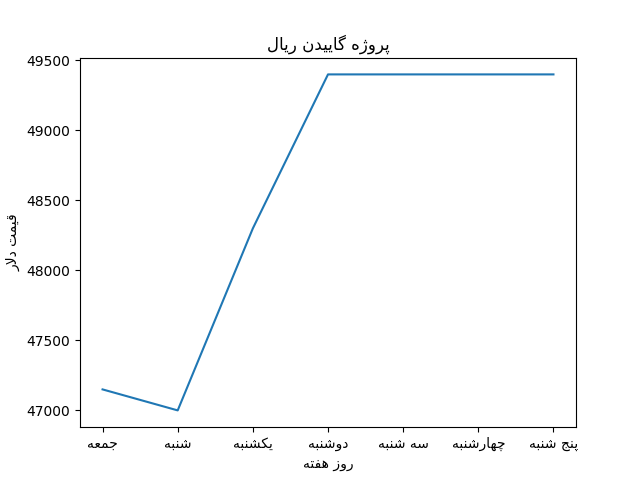 پروژه گاییدن ریال
49500
49000
48500
48000
47500
47000
قیمت دلار
جمعه شنبه یکشنبه دوشنبه سه شنبه چهارشنبه پنج شنبه
روز هفته